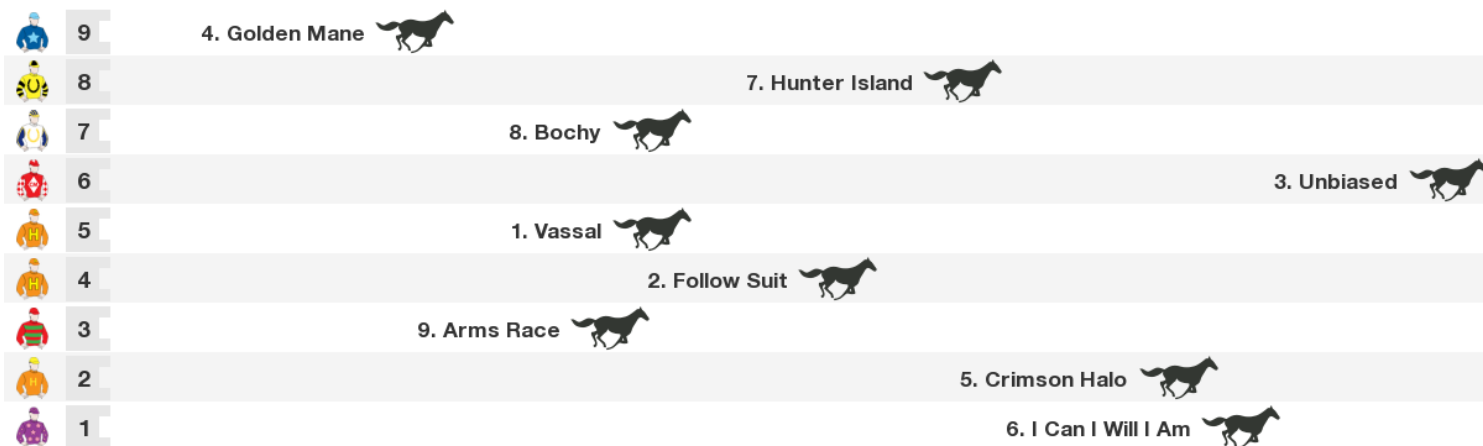 9 4. Golden Mane
8 7. Hunter Island
7 8. Bochy
6 3. Unbiased
H 5 1. Vassal
H 4 2. Follow Suit
3 9. Arms Race
H 2 5. Crimson Halo
1 6. I Can I Will I Am